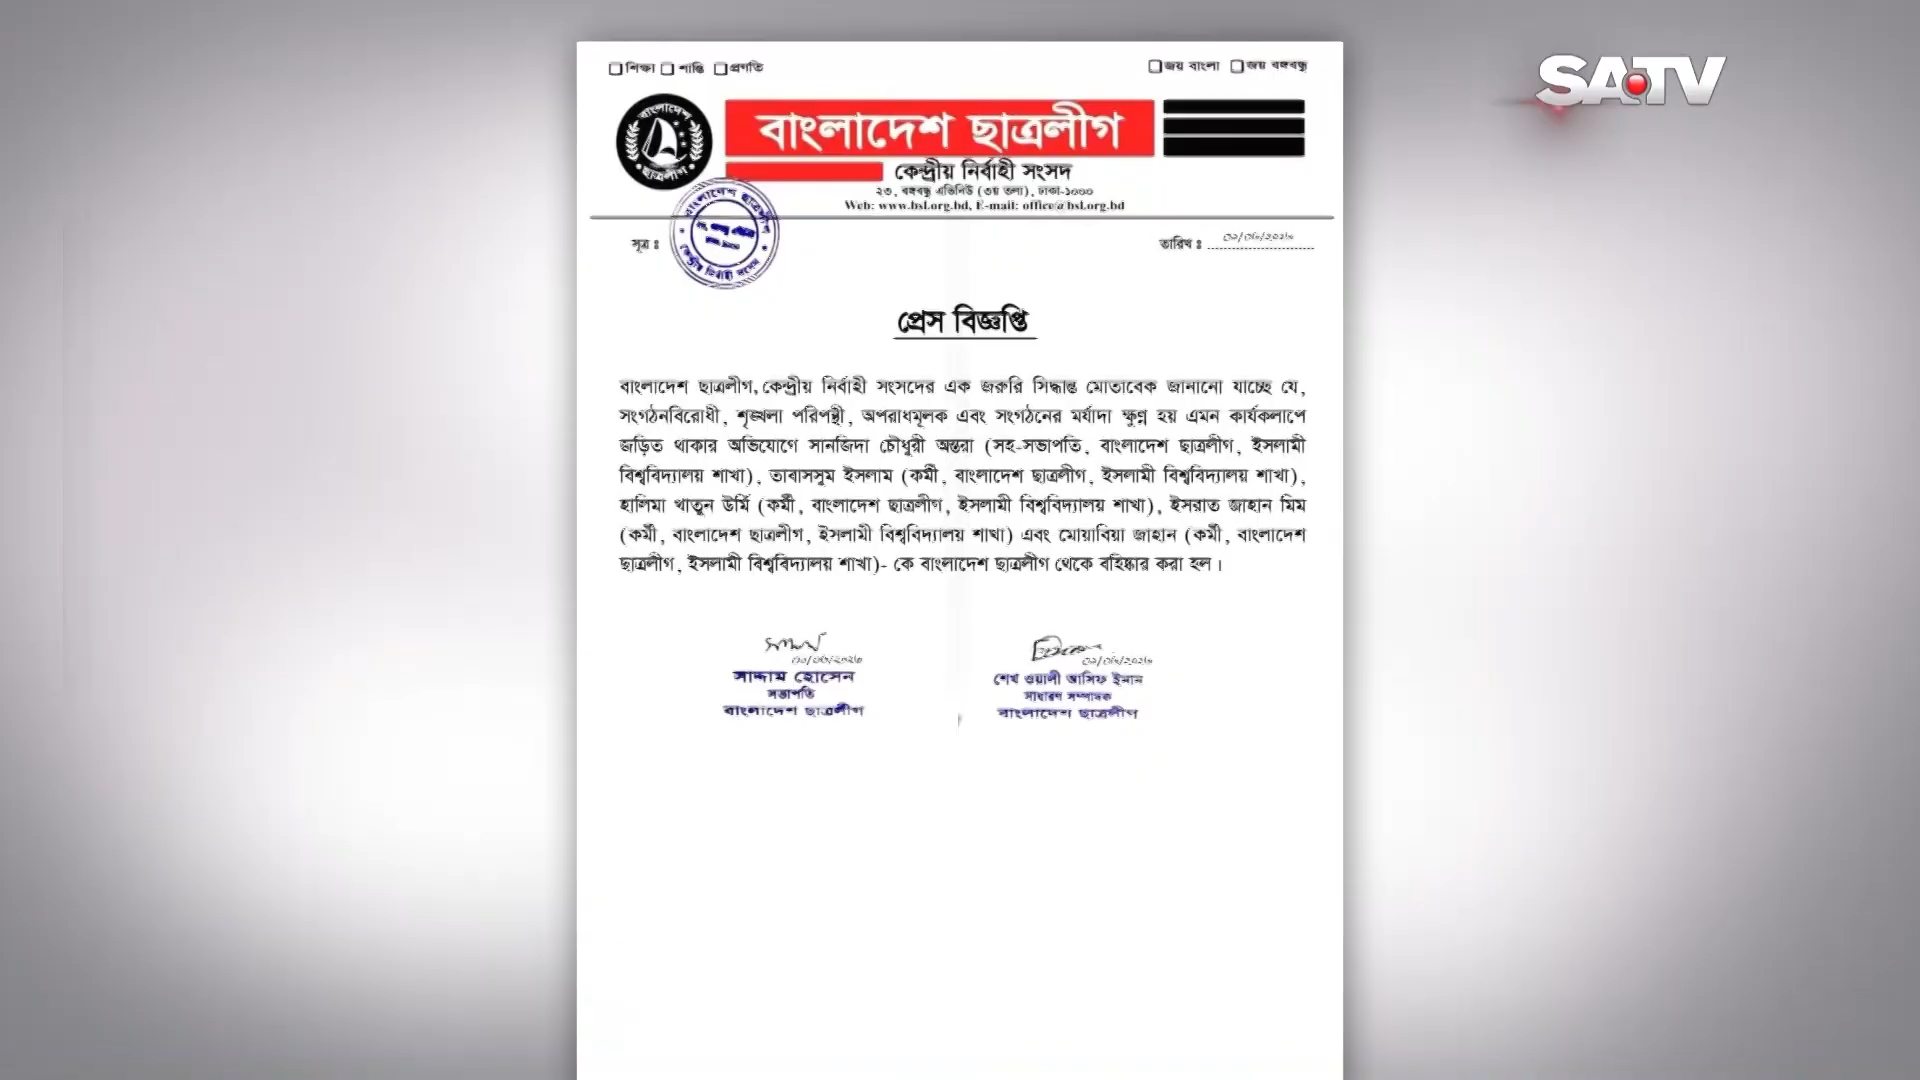 শিক্ষা শান্তি প্রগতি
জয় বাংলা জয় বঙ্গবন্ধু
SATV
বাংলাদেশ
ছাত্রলীগ
বাংলাদেশ ছাত্রলীগ
কেন্দ্রীয় নির্বাহী সংসদ
২৩, বঙ্গবন্ধু এভিনিউ (৩য় তলা), ঢাকা-১০০০
Web: www.bsl.org.bd, E-mail: office@bsl.org.bd
বাংলাদেশ ছাত্রলীগ
কেন্দ্রীয় নির্বাহী সংসদ
সূত্র ঃ
তারিখ ঃ
প্রেস বিজ্ঞপ্তি
বাংলাদেশ ছাত্রলীগ, কেন্দ্রীয় নির্বাহী সংসদের এক জরুরি সিদ্ধান্ত মোতাবেক জানানো যাচ্ছে যে,
সংগঠনবিরোধী, শৃঙ্খলা পরিপন্থী, অপরাধমূলক এবং সংগঠনের মর্যাদা ক্ষুণ্ন হয় এমন কার্যকলাপে
জড়িত থাকার অভিযোগে সানজিদা চৌধুরী অন্তরা (সহ-সভাপতি, বাংলাদেশ ছাত্রলীগ, ইসলামী
বিশ্ববিদ্যালয় শাখা), তাবাসসুম ইসলাম (কর্মী, বাংলাদেশ ছাত্রলীগ, ইসলামী বিশ্ববিদ্যালয় শাখা),
হালিমা খাতুন উর্মি (কর্মী, বাংলাদেশ ছাত্রলীগ, ইসলামী বিশ্ববিদ্যালয় শাখা), ইসরাত জাহান মিম
(কর্মী, বাংলাদেশ ছাত্রলীগ, ইসলামী বিশ্ববিদ্যালয় শাখা) এবং মোয়াবিয়া জাহান (কর্মী, বাংলাদেশ
ছাত্রলীগ, ইসলামী বিশ্ববিদ্যালয় শাখা)- কে বাংলাদেশ ছাত্রলীগ থেকে বহিষ্কার করা হল।
সাদ্দাম হোসেন
সভাপতি
বাংলাদেশ ছাত্রলীগ
শেখ ওয়ালী আসিফ ইনান
সাধারণ সম্পাদক
বাংলাদেশ ছাত্রলীগ